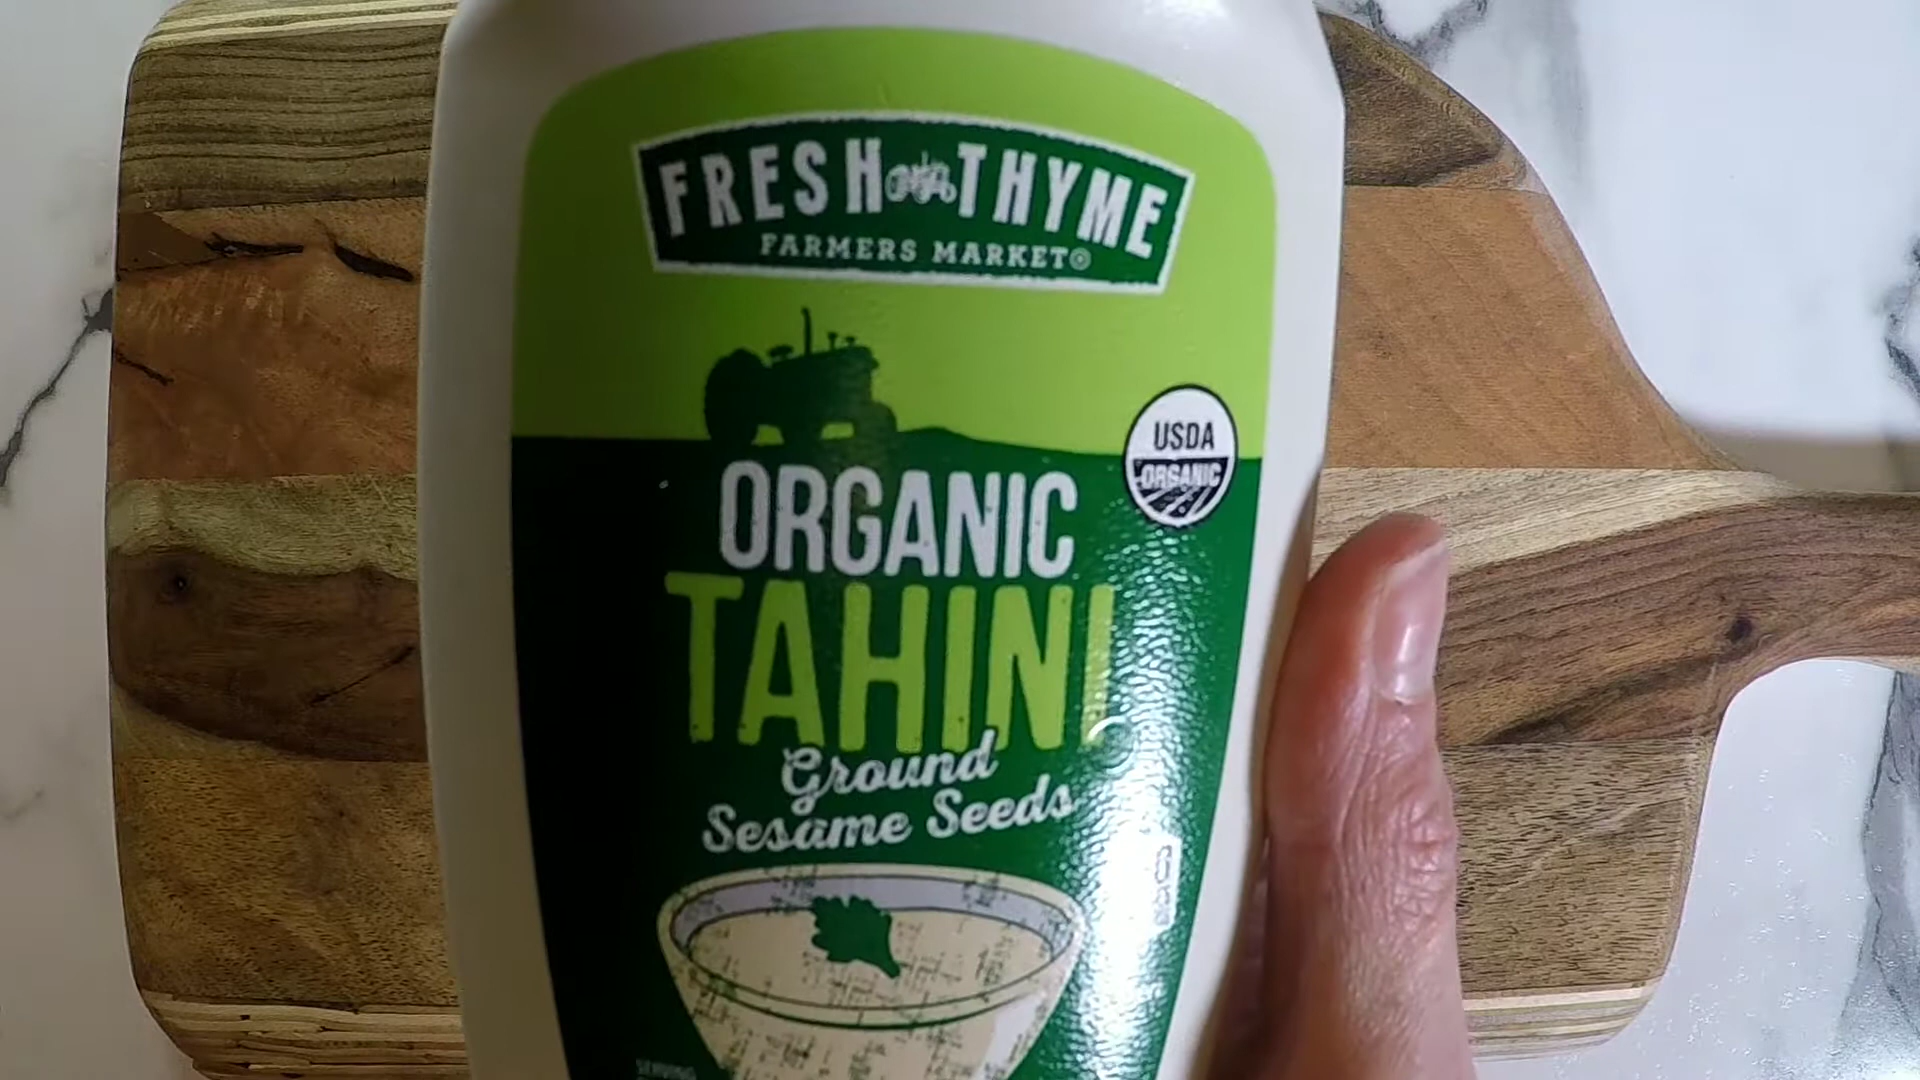 FRESH THYME
FARMERS MARKET®
USDA
ORGANIC
ORGANIC
TAHINI
Ground
Sesame Seeds